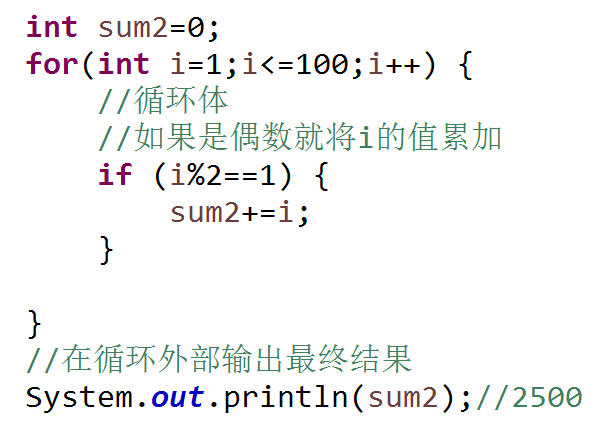 int sum2=0;
for(int i=1;i<=100;i++) {
    //循环体
    //如果是偶数就将i的值累加
    if (i%2==1) {
        sum2+=i;
    }

}
//在循环外部输出最终结果
System.out.println(sum2);//2500